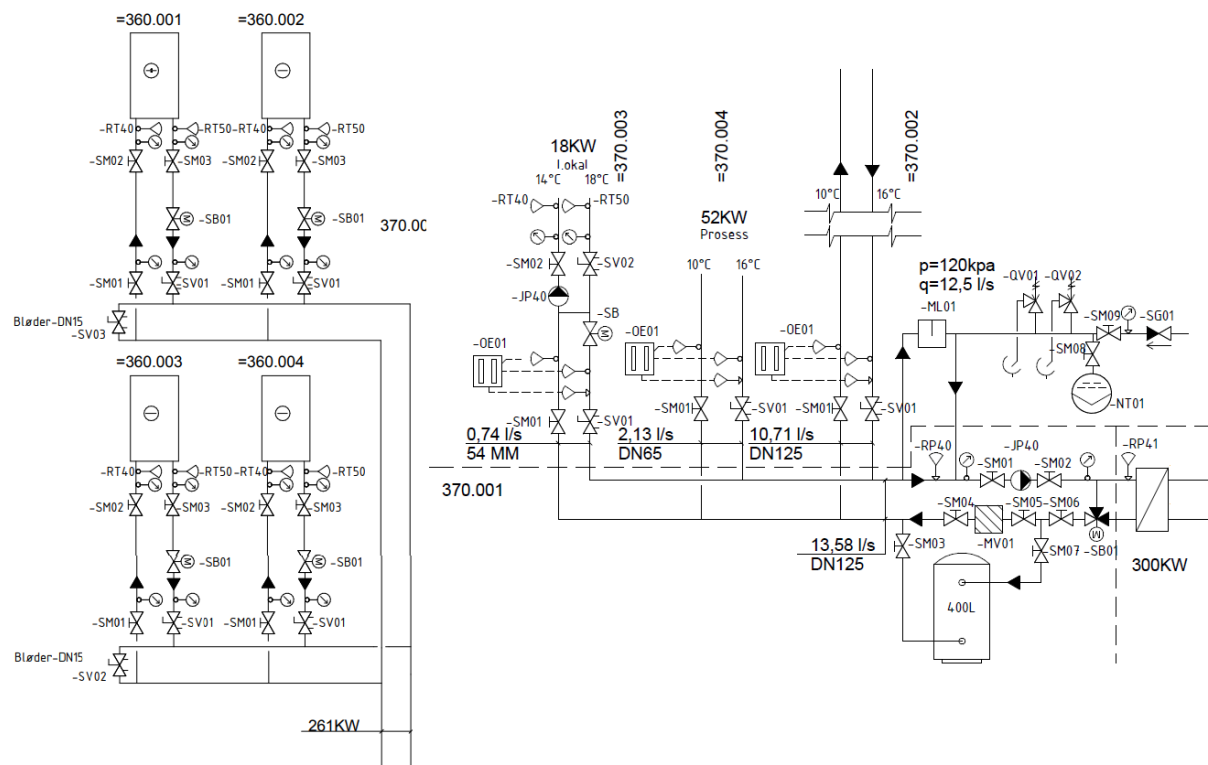 =360.001
=360.002
-RT40
-RT50
-RT40
-RT50
-SM02
-SM03
-SM02
-SM03
-SB01
-SB01
370.00
-SM01
SV01
-SM01
SV01
Bløder-DN15
-SV03
=360.003
=360.004
-RT40
-RT50
-RT40
-RT50
-SM02
SM03
-SM02
SM03
-SB01
-SB01
-SM01
-SV01
-SM01
-SV01
Bløder-DN15
-SV02
261KW
18KW
Lokal
14°C
18°C
=370.003
-RT40
-RT50
-SM02
-SV02
-JP40
-SB
M
-OE01
-SM01
-SV01
0,74 l/s
54 MM
=370.004
52KW
Prosess
10°C
16°C
-OE01
-SM01
-SV01
2,13 l/s
DN65
=370.002
10°C
16°C
-OE01
-SM01
-SV01
10,71 l/s
DN125
p=120kpa
q=12,5 l/s
-ML01
-QV01
-QV02
-SM09
-SG01
-SM08
-NT01
370.001
-RP40
-JP40
-RP41
-SM01
-SM02
-SM04
-SM05
-SM06
-MV01
-SM03
SM07
-SB01
M
13,58 l/s
DN125
400L
300KW